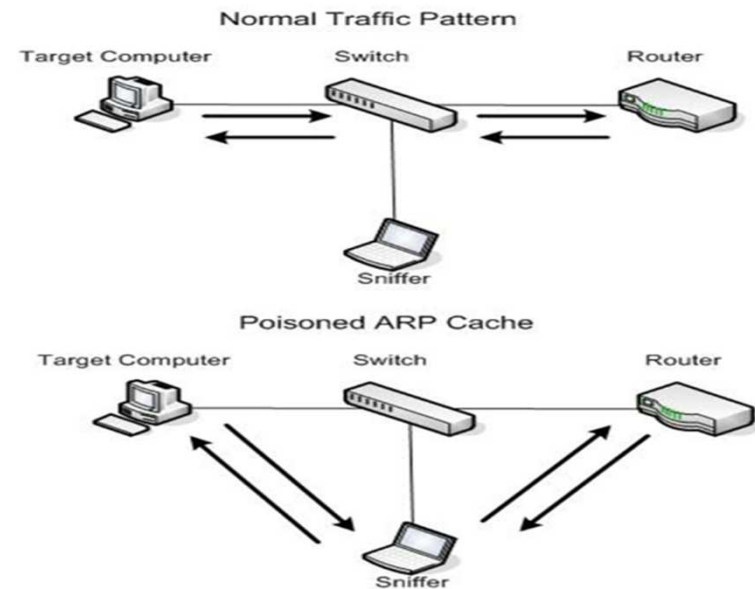 Normal Traffic Pattern
Target Computer Switch Router
Sniffer
Poisoned ARP Cache
Target Computer Switch Router
Sniffer